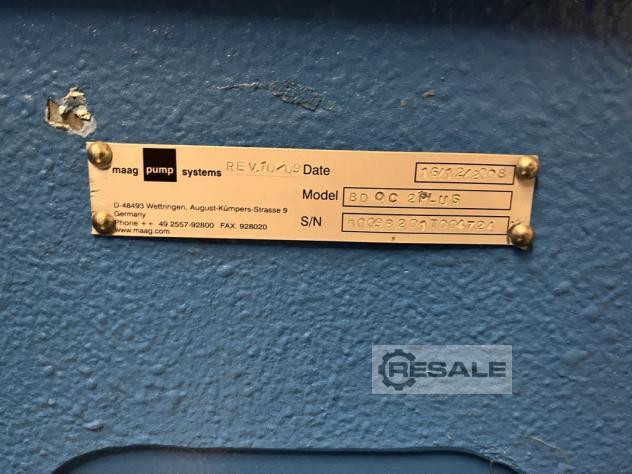 maag pump systems REV.10/09 Date 16/12/2008
Model BD OC 2PLUS
D-48493 Wettringen, August-Kümpers-Strasse 9
Germany
Phone ++ 49 2557-92800 FAX. 928020
www.maag.com
S/N
RESALE